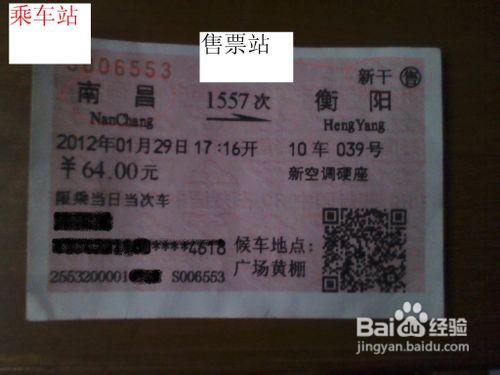 乘车站
售票站
S006553
新干 售
南昌 1557次 衡阳
NanChang HengYang
2012年01月29日17:16开 10车 039号
￥64.00元 新空调硬座
限乘当日当次车
****4618 候车地点:
广场黄棚
2553200001 S006553
Baidu 经验
jingyan.baidu.com